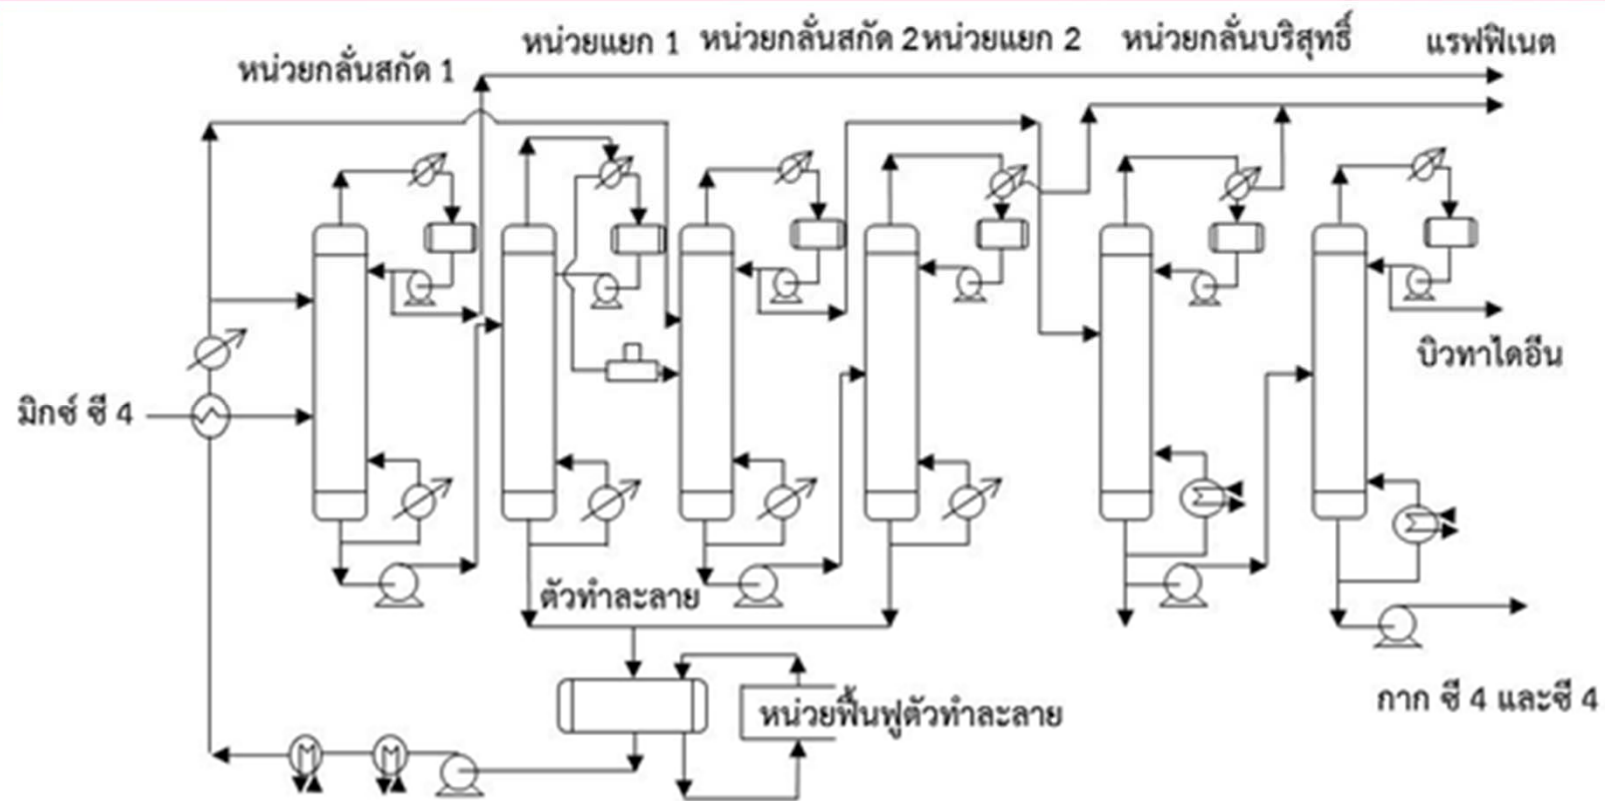 หน่วยกลั่นสกัด 1
หน่วยแยก 1
หน่วยกลั่นสกัด 2
หน่วยแยก 2
หน่วยกลั่นบริสุทธิ์
แรฟฟิเนต
บิวทาไดอีน
มิกซ์ ซี 4
ตัวทำละลาย
หน่วยฟื้นฟูตัวทำละลาย
กาก ซี 4 และซี 4